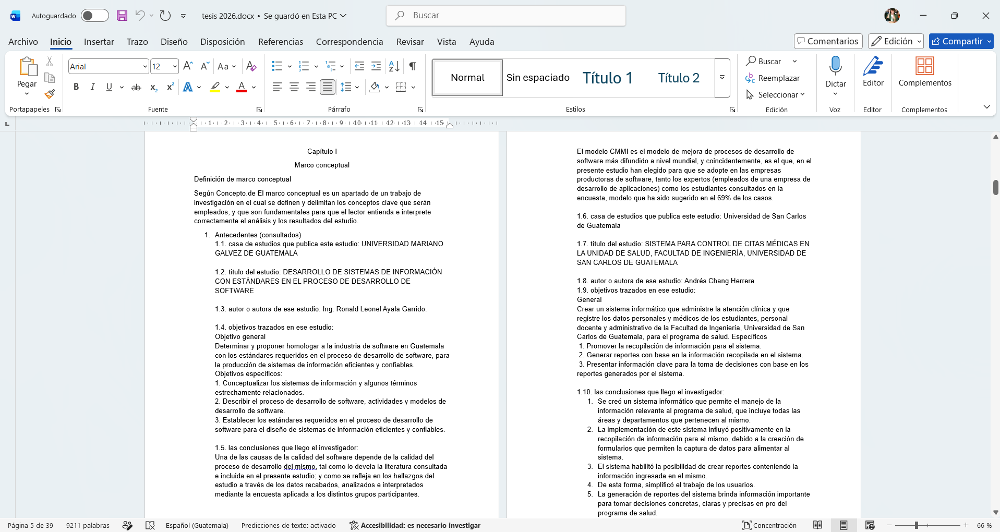 Autoguardado
tesis 2026.docx • Se guardó en Esta PC
Buscar
Archivo Inicio Insertar Trazo Diseño Disposición Referencias Correspondencia Revisar Vista Ayuda
Comentarios Edición Compartir
Pegar
Portapapeles
Arial 12
Fuente
Párrafo
Normal Sin espaciado Título 1 Título 2
Estilos
Buscar
Reemplazar
Seleccionar
Edición
Dictar
Voz
Editor
Editor
Complementos
Complementos
1 2 3 4 5 6 7 8 9 10 11 12 13 14 15
Capítulo I
Marco conceptual
Definición de marco conceptual
Según Concepto.de El marco conceptual es un apartado de un trabajo de
investigación en el cual se definen y delimitan los conceptos clave que serán
empleados, y que son fundamentales para que el lector entienda e interprete
correctamente el análisis y los resultados del estudio.
1. Antecedentes (consultados)
1.1. casa de estudios que publica este estudio: UNIVERSIDAD MARIANO
GALVEZ DE GUATEMALA
1.2. título del estudio: DESARROLLO DE SISTEMAS DE INFORMACIÓN
CON ESTÁNDARES EN EL PROCESO DE DESARROLLO DE
SOFTWARE
1.3. autor o autora de ese estudio: Ing. Ronald Leonel Ayala Garrido.
1.4. objetivos trazados en ese estudio:
Objetivo general
Determinar y proponer homologar a la industria de software en Guatemala
con los estándares requeridos en el proceso de desarrollo de software, para
la producción de sistemas de información eficientes y confiables.
Objetivos específicos:
1. Conceptualizar los sistemas de información y algunos términos
estrechamente relacionados.
2. Describir el proceso de desarrollo de software, actividades y modelos de
desarrollo de software.
3. Establecer los estándares requeridos en el proceso de desarrollo de
software para el diseño de sistemas de información eficientes y confiables.
1.5. las conclusiones que llego el investigador:
Una de las causas de la calidad del software depende de la calidad del
proceso de desarrollo del mismo, tal como lo devela la literatura consultada
e incluida en el presente estudio; y como se refleja en los hallazgos del
estudio a través de los datos recabados, analizados e interpretados
mediante la encuesta aplicada a los distintos grupos participantes.
El modelo CMMI es el modelo de mejora de procesos de desarrollo de
software más difundido a nivel mundial, y coincidentemente, es el que, en el
presente estudio han elegido para que se adopte en las empresas
productoras de software, tanto los expertos (empleados de una empresa de
desarrollo de aplicaciones) como los estudiantes consultados en la
encuesta, modelo que ha sido sugerido en el 69% de los casos.
1.6. casa de estudios que publica este estudio: Universidad de San Carlos
de Guatemala
1.7. título del estudio: SISTEMA PARA CONTROL DE CITAS MÉDICAS EN
LA UNIDAD DE SALUD, FACULTAD DE INGENIERÍA, UNIVERSIDAD DE
SAN CARLOS DE GUATEMALA
1.8. autor o autora de ese estudio: Andrés Chang Herrera
1.9. objetivos trazados en ese estudio:
General
Crear un sistema informático que administre la atención clínica y que
registre los datos personales y médicos de los estudiantes, personal
docente y administrativo de la Facultad de Ingeniería, Universidad de San
Carlos de Guatemala, para el programa de salud. Específicos
1. Promover la recopilación de información para el sistema.
2. Generar reportes con base en la información recopilada en el sistema.
3. Presentar información clave para la toma de decisiones con base en los
reportes generados por el sistema.
1.10. las conclusiones que llego el investigador:
1. Se creó un sistema informático que permite el manejo de la
información relevante al programa de salud, que incluye todas las
áreas y departamentos que pertenecen al mismo.
2. La implementación de este sistema influyó positivamente en la
recopilación de información para el mismo, debido a la creación de
formularios que permiten la captura de datos para alimentar al
sistema.
3. El sistema habilitó la posibilidad de crear reportes conteniendo la
información ingresada en el mismo.
4. De esta forma, simplificó el trabajo de los usuarios.
5. La generación de reportes del sistema brinda información importante
para tomar decisiones concretas, claras y precisas en pro del
programa de salud.
Página 5 de 39 9211 palabras Español (Guatemala) Predicciones de texto: activado Accesibilidad: es necesario investigar Concentración 66 %